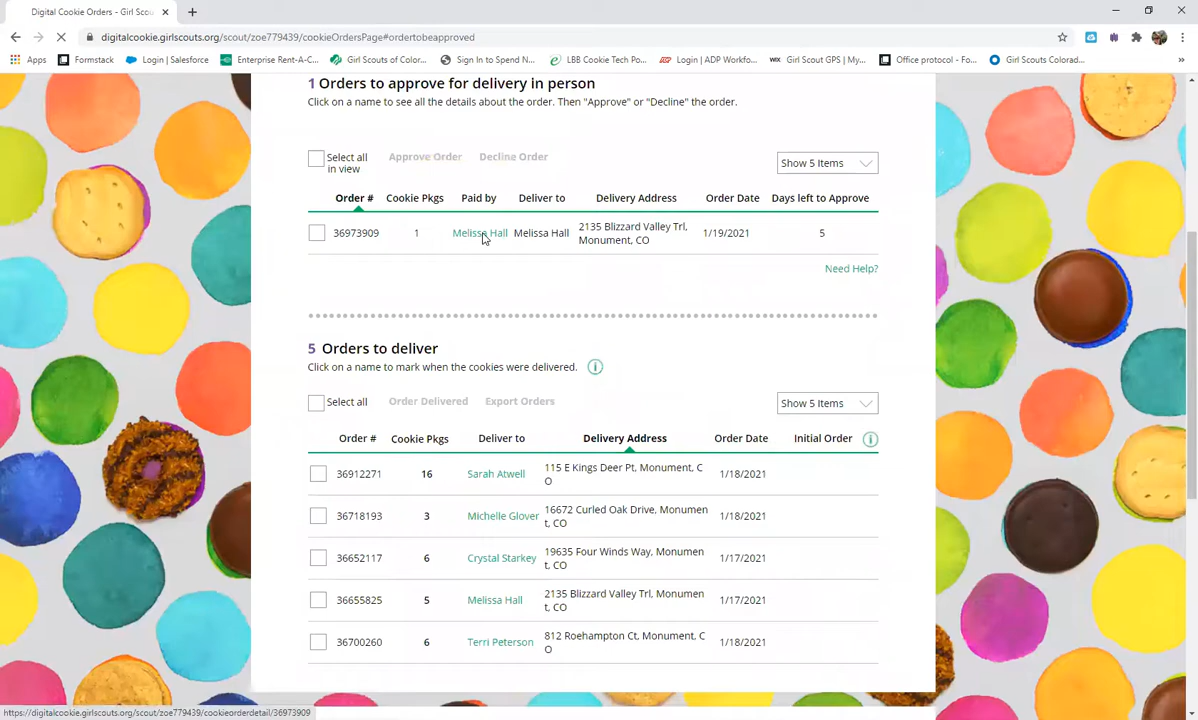 Digital Cookie Orders - Girl Scou
digitalcookie.girlscouts.org/scout/zoe779439/cookieOrdersPage#ordertobeapproved
Apps
Formstack
Login | Salesforce
Enterprise Rent-A-C...
Girl Scouts of Color...
Sign In to Spend N...
LBB Cookie Tech Po...
Login | ADP Workfo...
Girl Scout GPS | My...
Office protocol - Fo...
Girl Scouts Colorad...
1 Orders to approve for delivery in person
Click on a name to see all the details about the order. Then "Approve" or "Decline" the order.
Select all in view
Approve Order
Decline Order
Show 5 Items
Order # Cookie Pkgs Paid by Deliver to Delivery Address Order Date Days left to Approve
36973909 1 Melissa Hall Melissa Hall 2135 Blizzard Valley Trl, Monument, CO 1/19/2021 5
Need Help?
5 Orders to deliver
Click on a name to mark when the cookies were delivered.
Select all
Order Delivered
Export Orders
Show 5 Items
Order # Cookie Pkgs Deliver to Delivery Address Order Date Initial Order
36912271 16 Sarah Atwell 115 E Kings Deer Pt, Monument, C O 1/18/2021
36718193 3 Michelle Glover 16672 Curled Oak Drive, Monumen t, CO 1/18/2021
36652117 6 Crystal Starkey 19635 Four Winds Way, Monumen t, CO 1/17/2021
36655825 5 Melissa Hall 2135 Blizzard Valley Trl, Monumen t, CO 1/17/2021
36700260 6 Terri Peterson 812 Roehampton Ct, Monument, C O 1/18/2021
https://digitalcookie.girlscouts.org/scout/zoe779439/cookieorderdetail/36973909